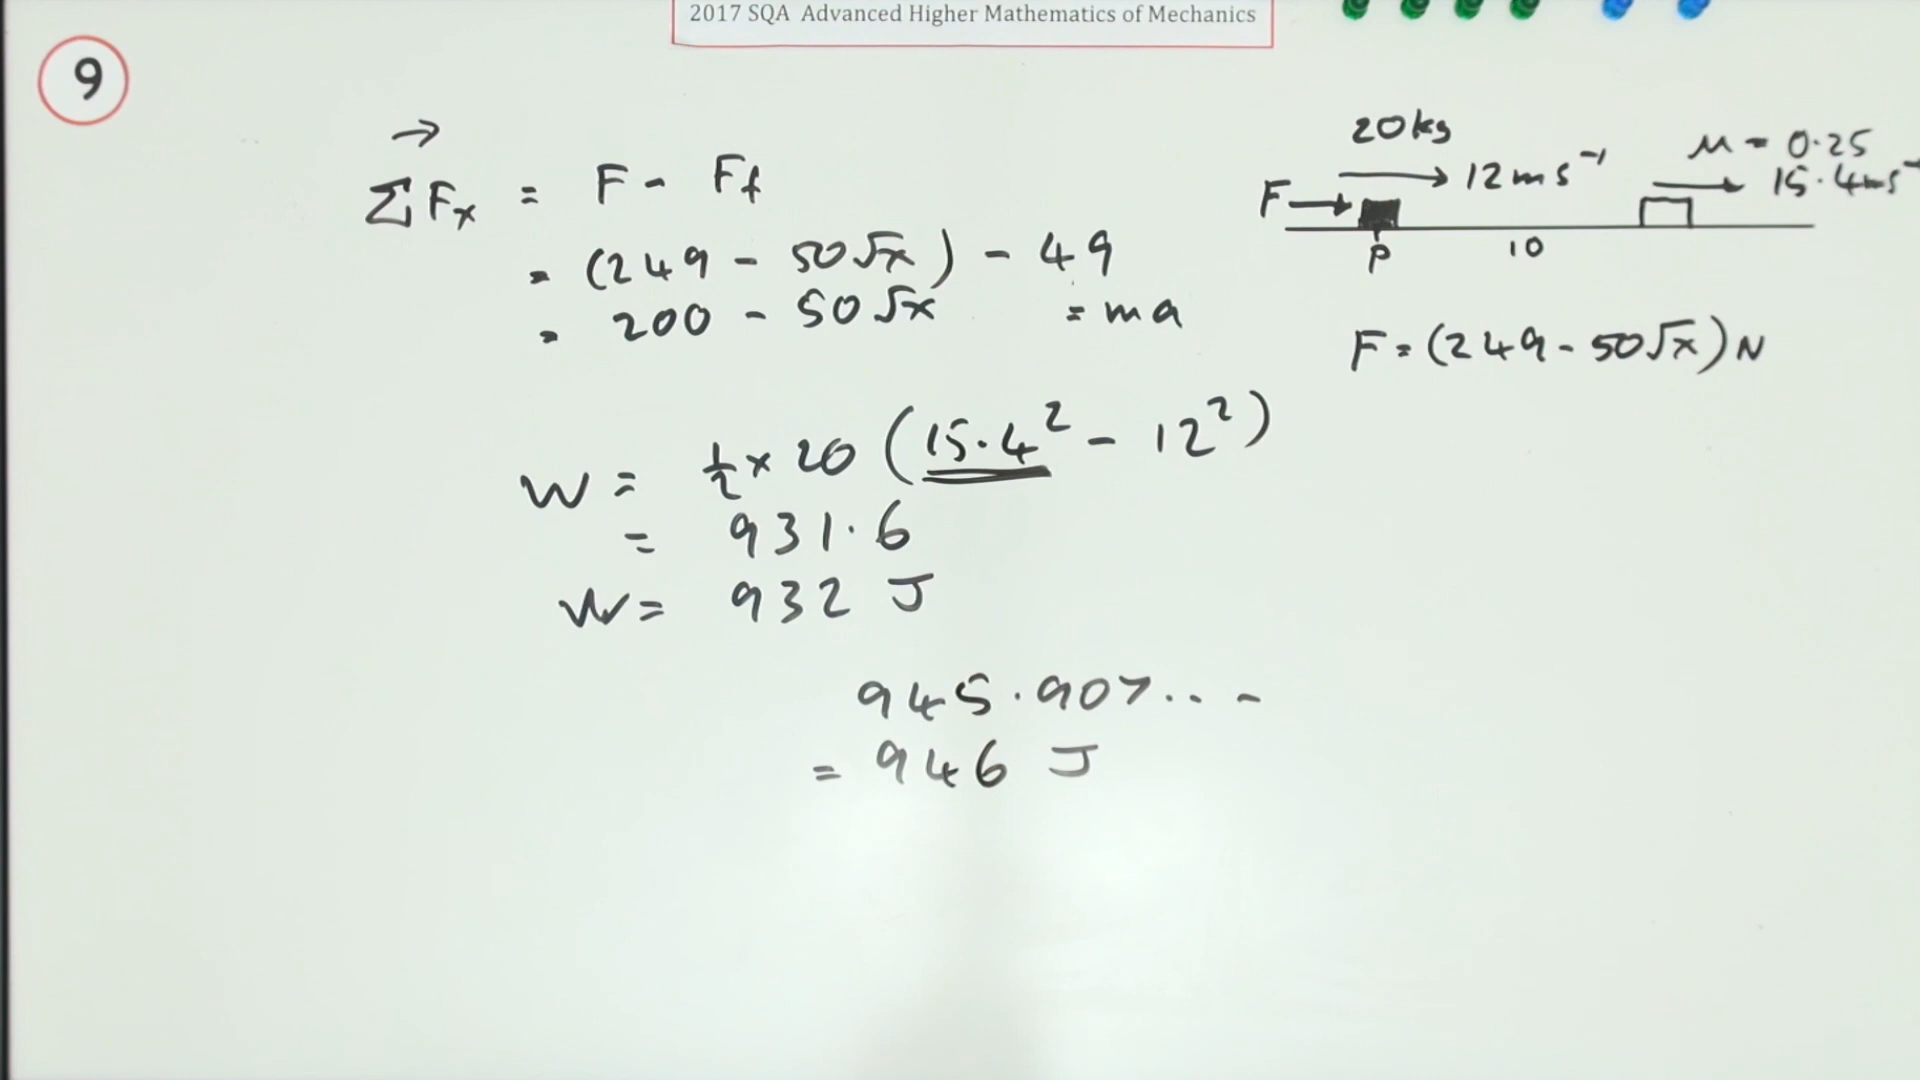 2017 SQA Advanced Higher Mathematics of Mechanics
9
→
ΣFx = F - Ff
= (249 - 50√x) - 49
= 200 - 50√x = ma
W = ½ × 20 (15.4² - 12²)
= 931.6
W = 932 J
945.907...-
= 946 J
20kg
F→ → 12ms⁻¹
μ = 0.25
→ 15.4ms⁻
P 10
F = (249 - 50√x)N